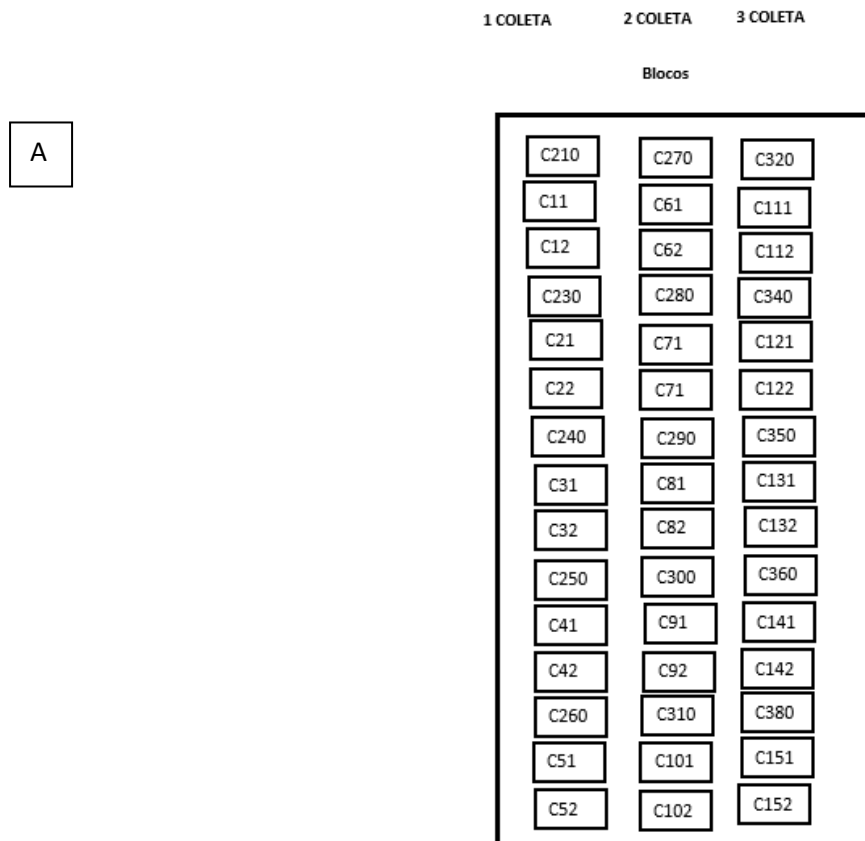 1 COLETA 2 COLETA 3 COLETA
Blocos
A
C210 C270 C320
C11 C61 C111
C12 C62 C112
C230 C280 C340
C21 C71 C121
C22 C71 C122
C240 C290 C350
C31 C81 C131
C32 C82 C132
C250 C300 C360
C41 C91 C141
C42 C92 C142
C260 C310 C380
C51 C101 C151
C52 C102 C152